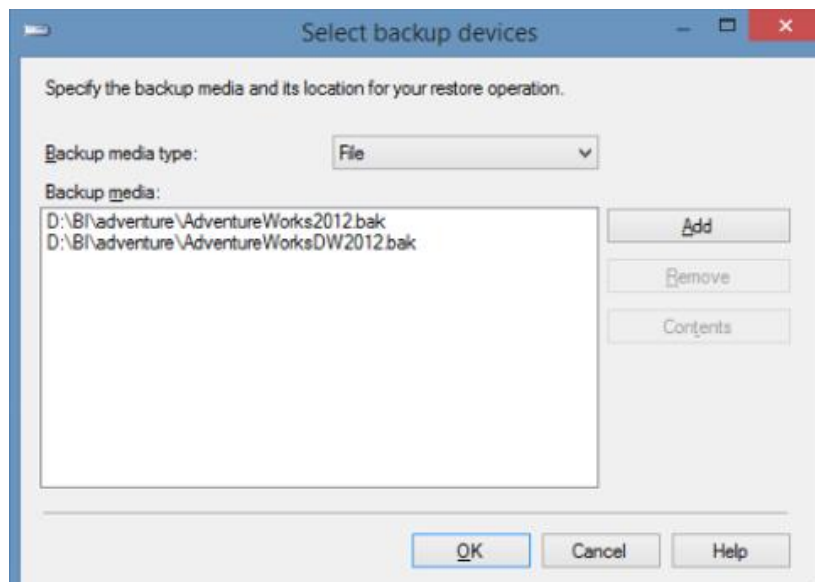 Select backup devices
Specify the backup media and its location for your restore operation.
Backup media type:
File
Backup media:
D:\BI\adventure\AdventureWorks2012.bak
D:\BI\adventure\AdventureWorksDW2012.bak
Add
Remove
Contents
OK
Cancel
Help